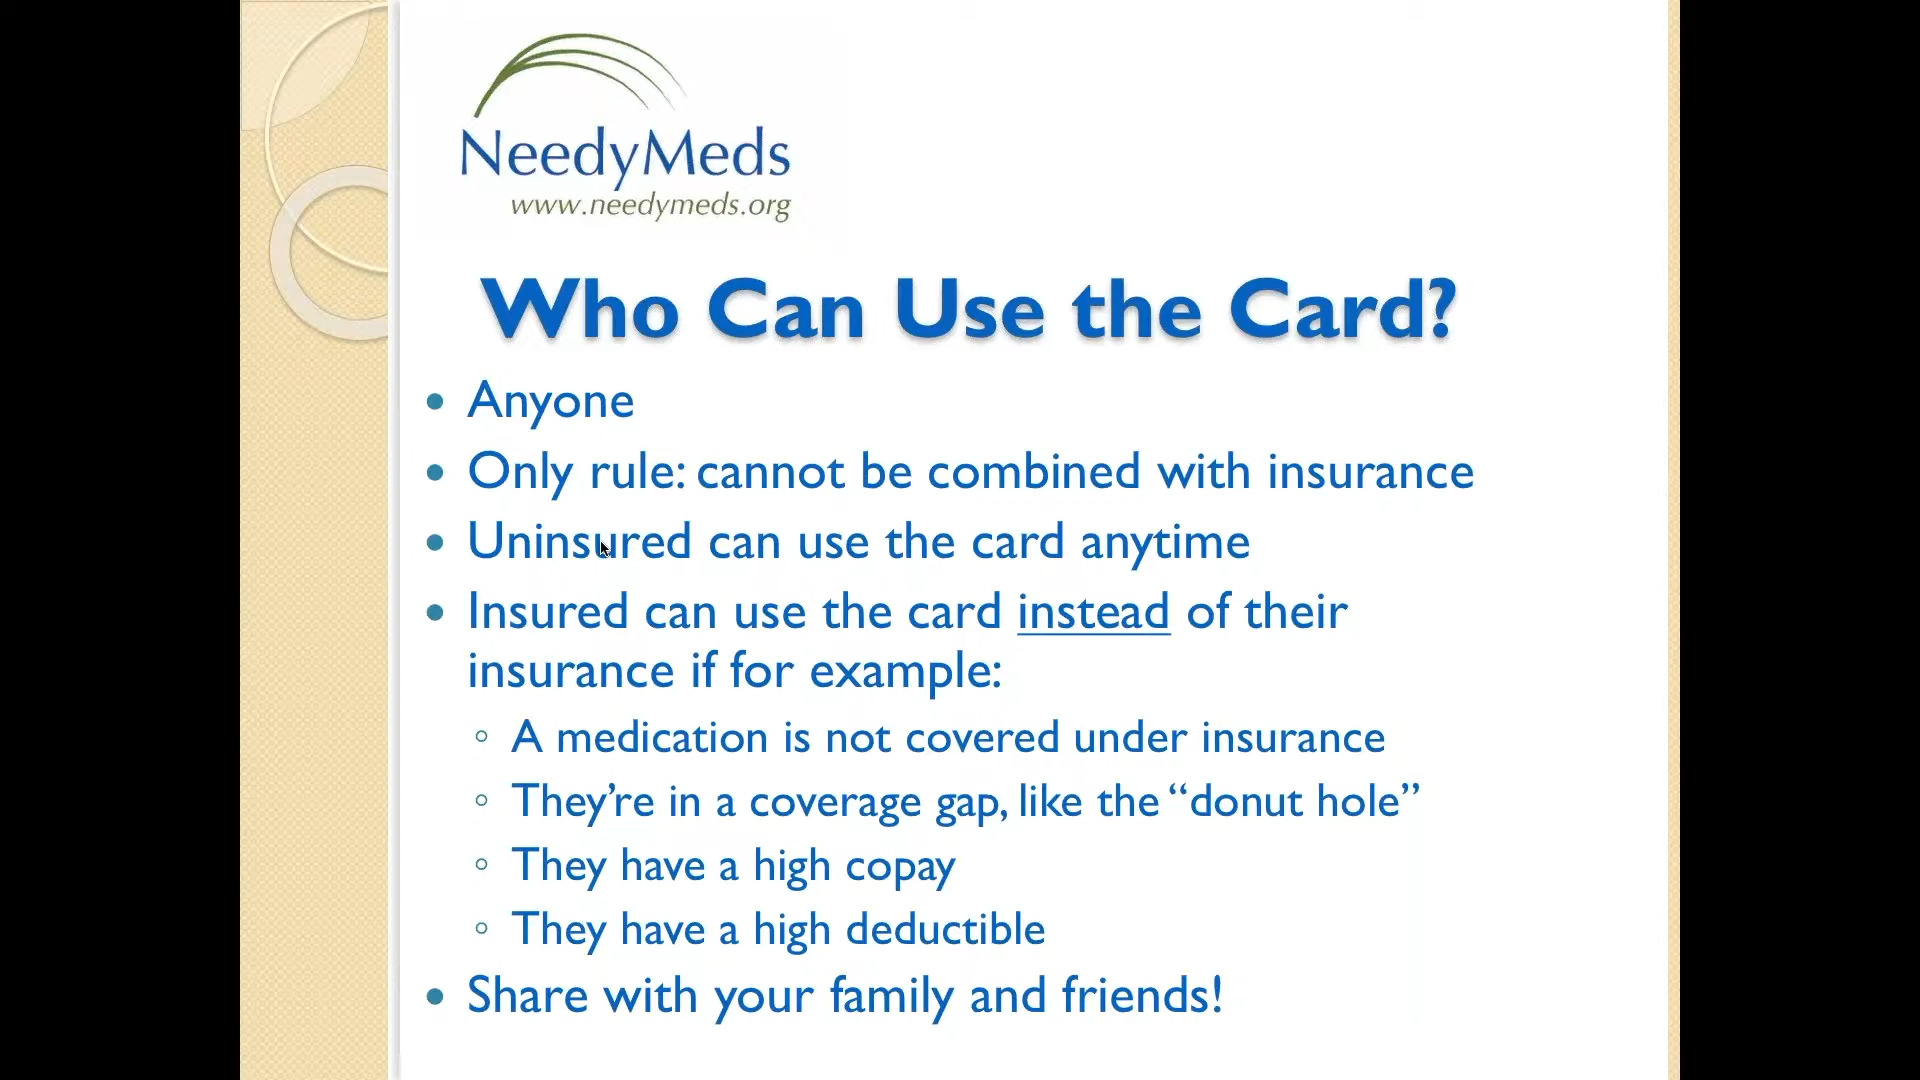 NeedyMeds
www.needymeds.org
Who Can Use the Card?
• Anyone
• Only rule: cannot be combined with insurance
• Uninsured can use the card anytime
• Insured can use the card instead of their
insurance if for example:
◦ A medication is not covered under insurance
◦ They’re in a coverage gap, like the “donut hole”
◦ They have a high copay
◦ They have a high deductible
• Share with your family and friends!